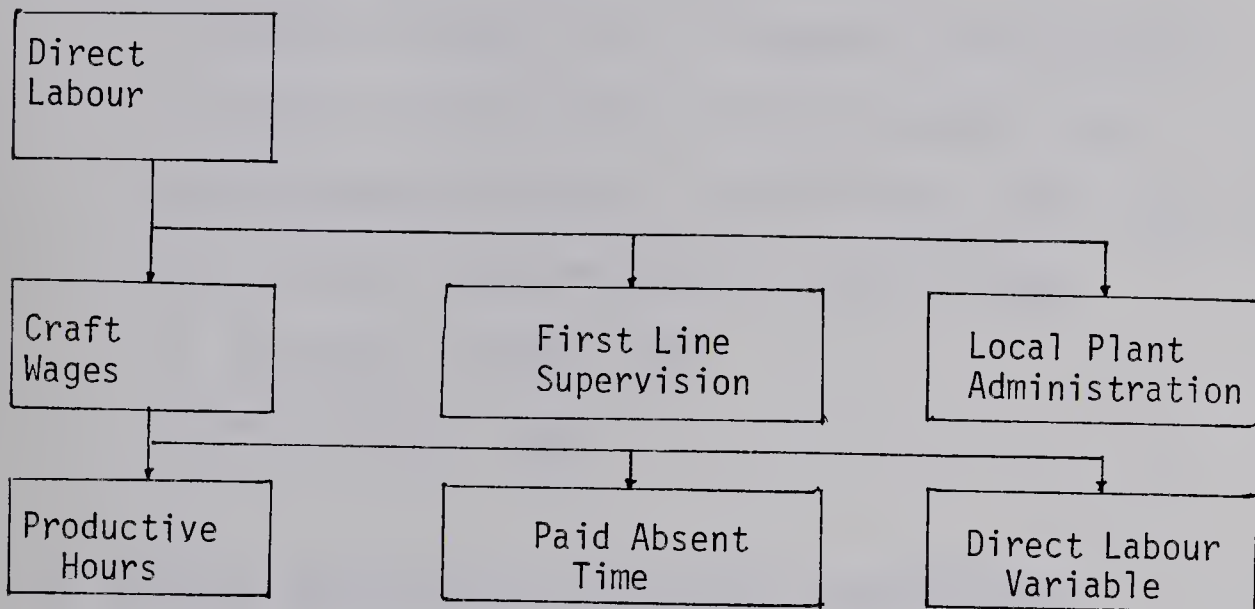 Direct
Labour
Craft
Wages
First Line
Supervision
Local Plant
Administration
Productive
Hours
Paid Absent
Time
Direct Labour
Variable